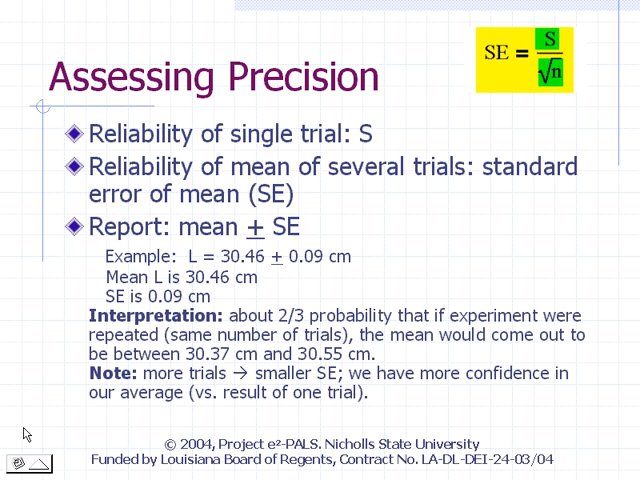 SE = S / √n
Assessing Precision
Reliability of single trial: S
Reliability of mean of several trials: standard
error of mean (SE)
Report: mean ± SE
Example: L = 30.46 ± 0.09 cm
Mean L is 30.46 cm
SE is 0.09 cm
Interpretation: about 2/3 probability that if experiment were
repeated (same number of trials), the mean would come out to
be between 30.37 cm and 30.55 cm.
Note: more trials → smaller SE; we have more confidence in
our average (vs. result of one trial).
© 2004, Project e²-PALS. Nicholls State University
Funded by Louisiana Board of Regents, Contract No. LA-DL-DEI-24-03/04